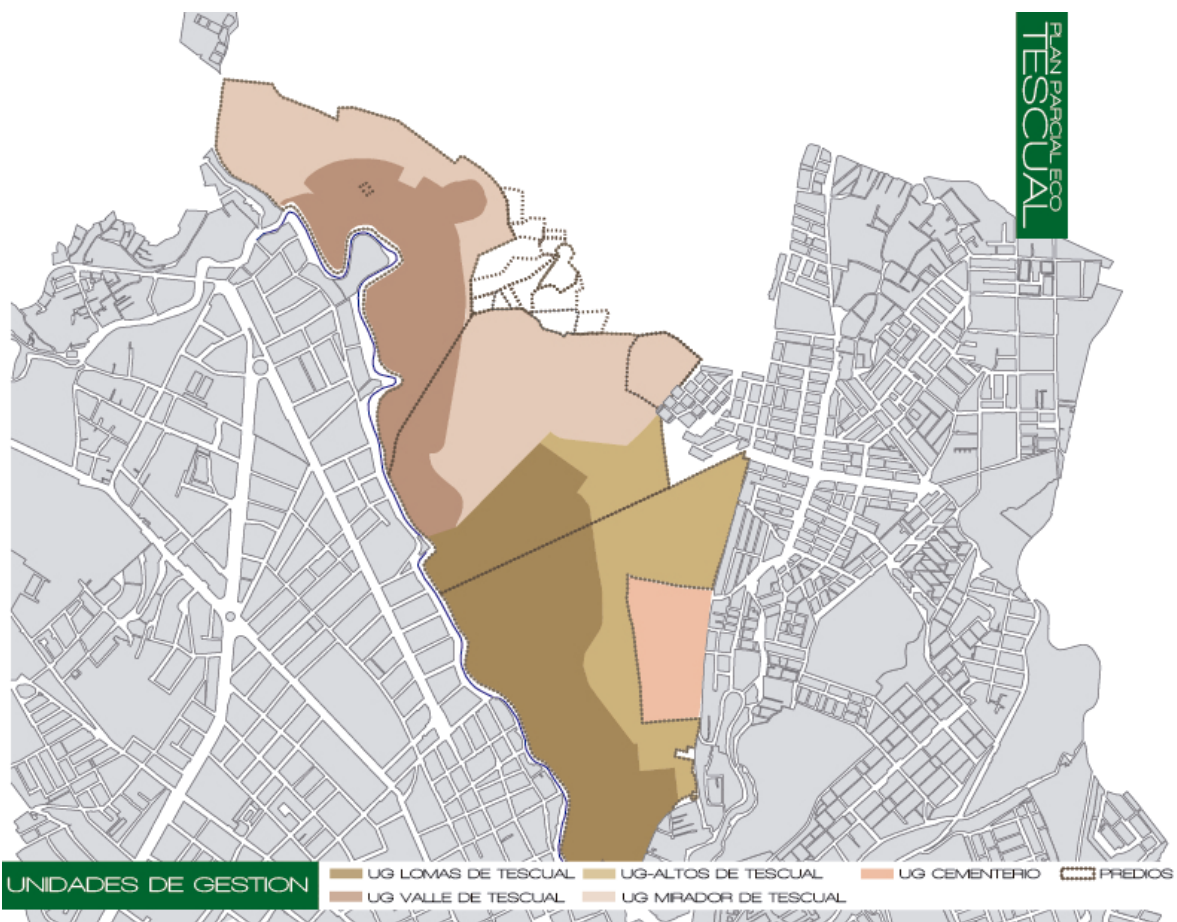 PLAN PARCIAL ECO
TESCUAL
UNIDADES DE GESTION
UG LOMAS DE TESCUAL
UG-ALTOS DE TESCUAL
UG CEMENTERIO
PREDIOS
UG VALLE DE TESCUAL
UG MIRADOR DE TESCUAL